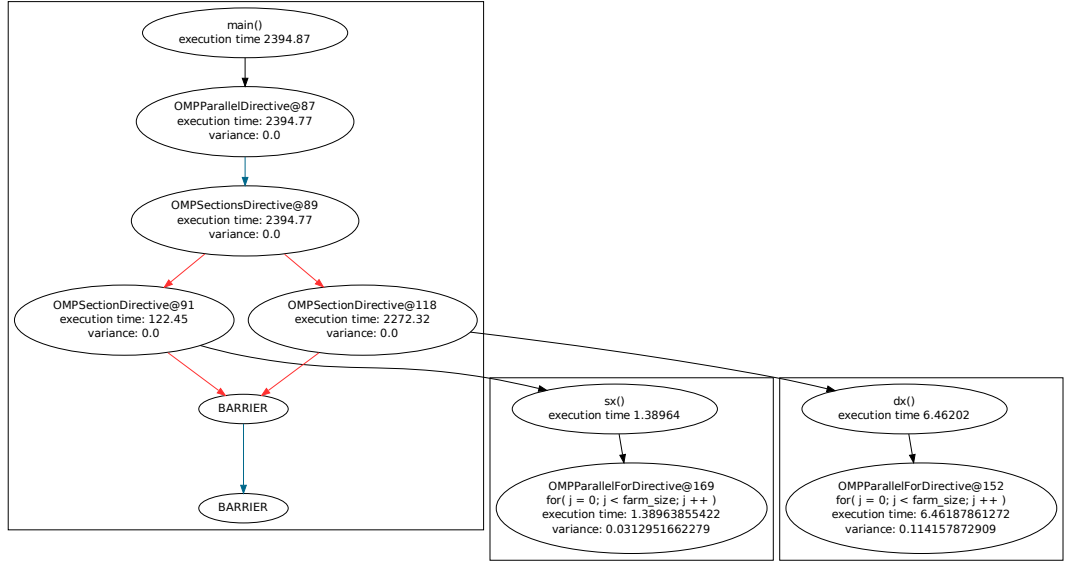 main()
execution time 2394.87
OMPParallelDirective@87
execution time: 2394.77
variance: 0.0
OMPSectionsDirective@89
execution time: 2394.77
variance: 0.0
OMPSectionDirective@91
execution time: 122.45
variance: 0.0
OMPSectionDirective@118
execution time: 2272.32
variance: 0.0
BARRIER
BARRIER
sx()
execution time 1.38964
OMPParallelForDirective@169
for( j = 0; j < farm_size; j ++ )
execution time: 1.38963855422
variance: 0.0312951662279
dx()
execution time 6.46202
OMPParallelForDirective@152
for( j = 0; j < farm_size; j ++ )
execution time: 6.46187861272
variance: 0.114157872909